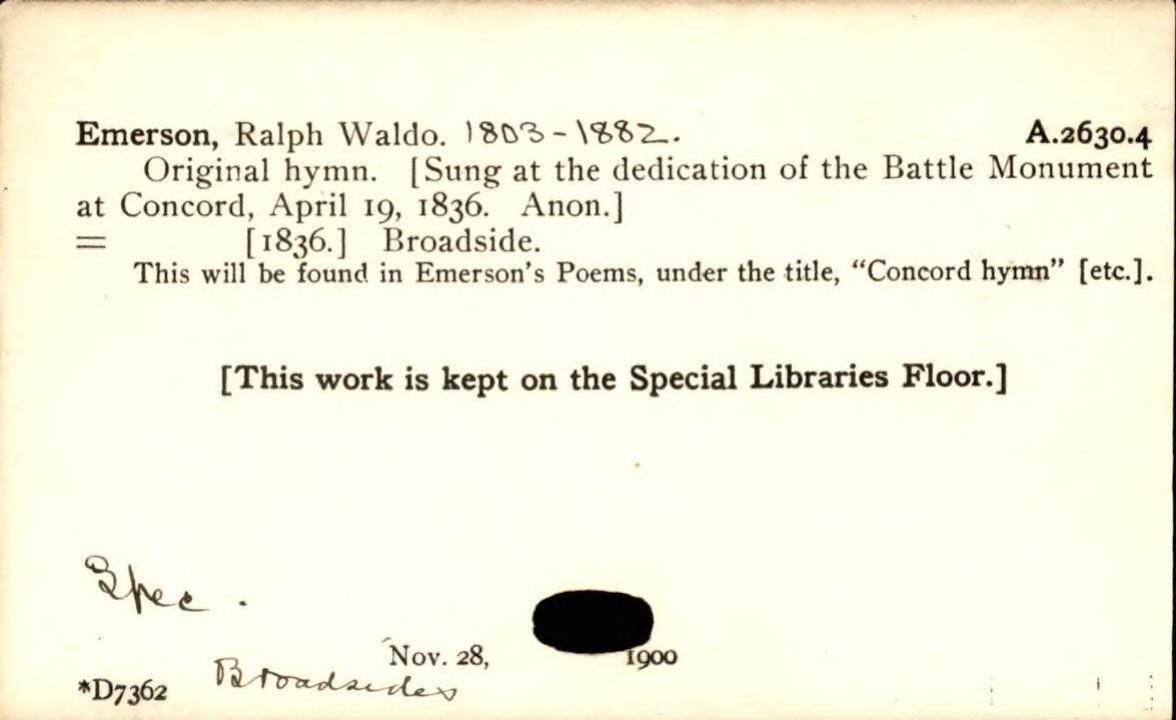 Emerson, Ralph Waldo. 1803-1882. A.2630.4
Original hymn. [Sung at the dedication of the Battle Monument
at Concord, April 19, 1836. Anon.]
= [1836.] Broadside.
This will be found in Emerson's Poems, under the title, "Concord hymn" [etc.].
[This work is kept on the Special Libraries Floor.]
Spec.
Nov. 28, 1900
*D7362 Broadsides